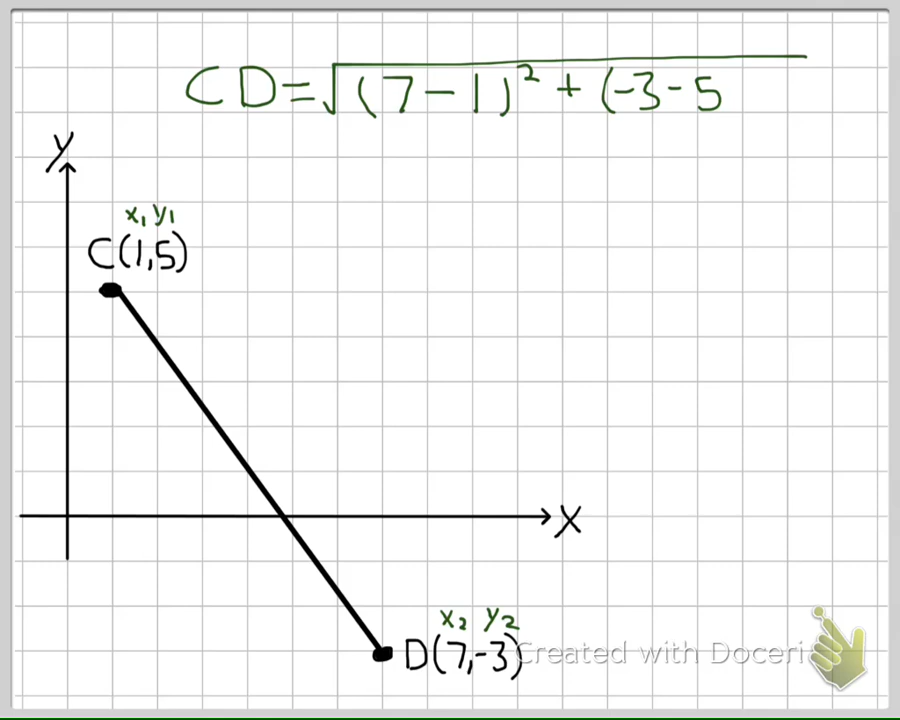 CD=√(7-1)² + (-3-5
y
x₁ y₁
C(1,5)
X
x₂ y₂
D(7,-3)
Created with Doceri